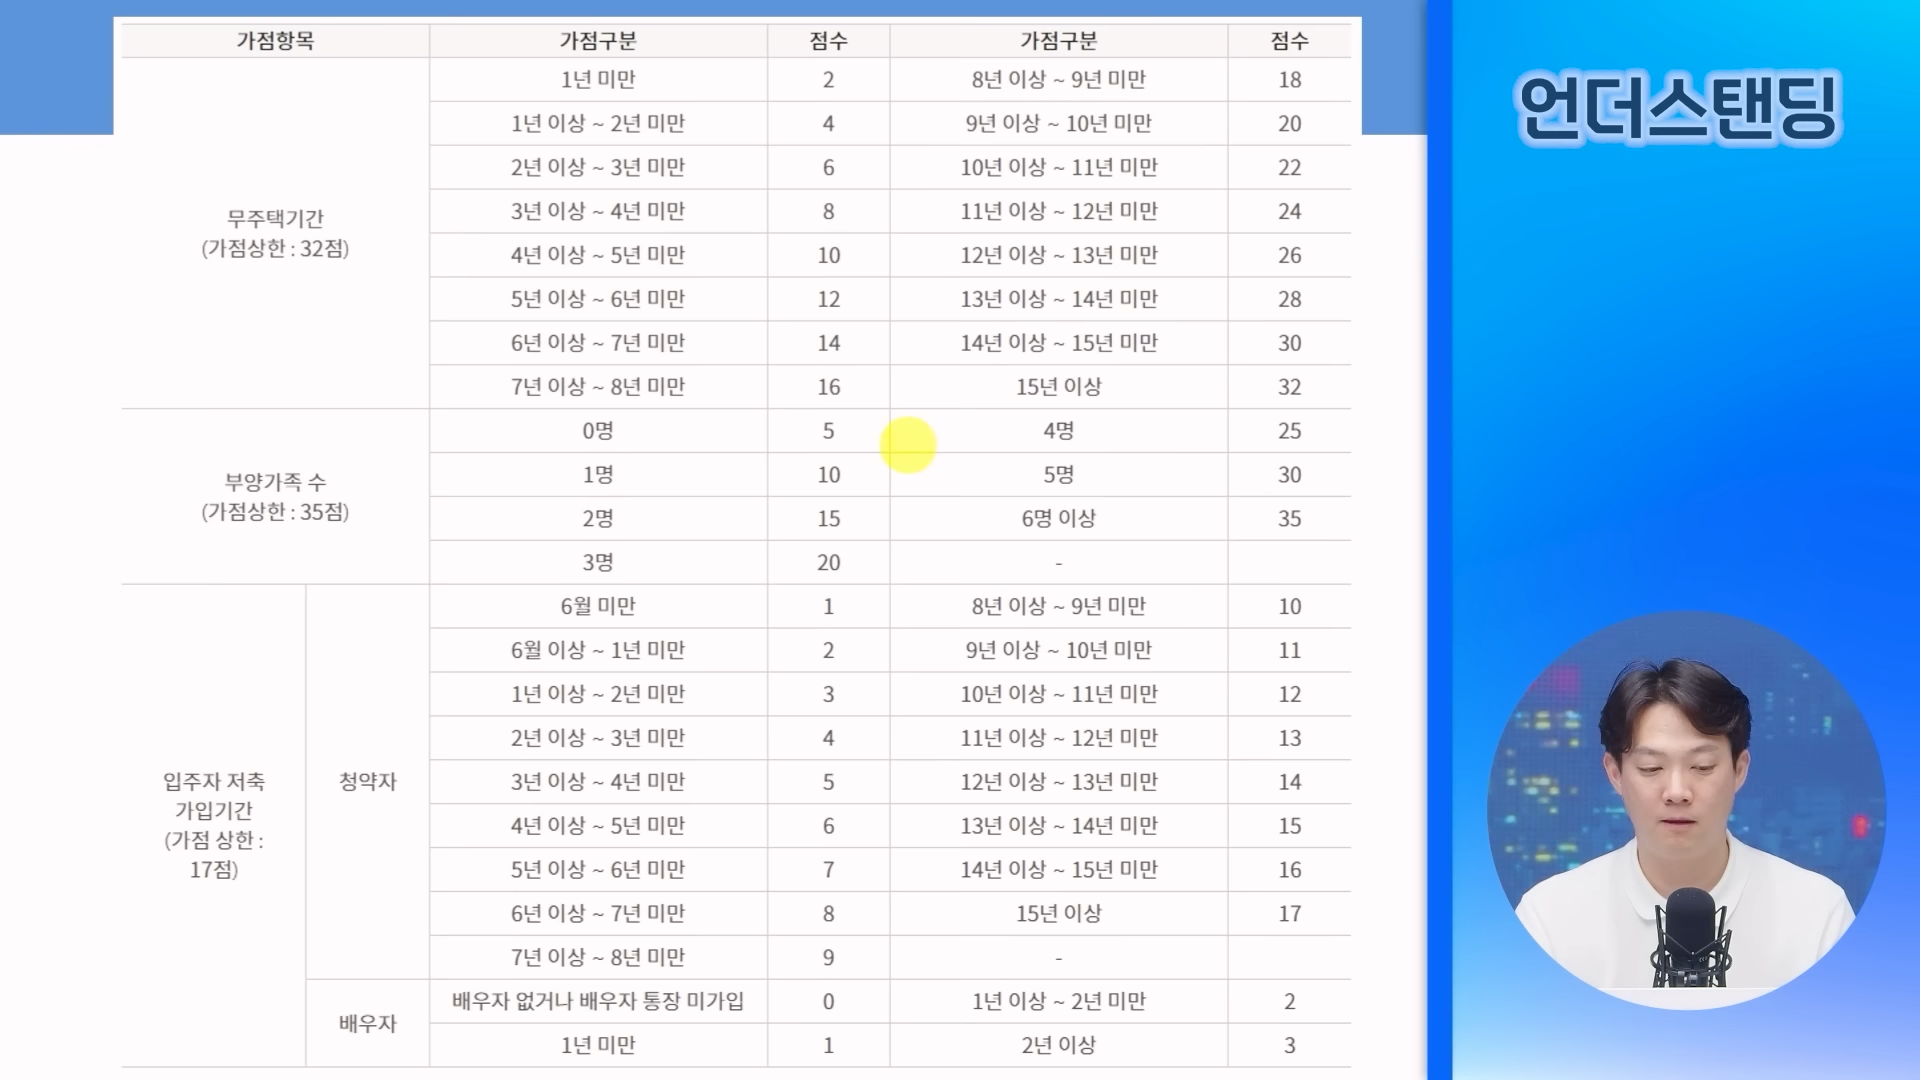 가점항목 가점구분 점수 가점구분 점수
1년 미만 2 8년 이상 ~ 9년 미만 18
1년 이상 ~ 2년 미만 4 9년 이상 ~ 10년 미만 20
2년 이상 ~ 3년 미만 6 10년 이상 ~ 11년 미만 22
무주택기간
(가점상한 : 32점)
3년 이상 ~ 4년 미만 8 11년 이상 ~ 12년 미만 24
4년 이상 ~ 5년 미만 10 12년 이상 ~ 13년 미만 26
5년 이상 ~ 6년 미만 12 13년 이상 ~ 14년 미만 28
6년 이상 ~ 7년 미만 14 14년 이상 ~ 15년 미만 30
7년 이상 ~ 8년 미만 16 15년 이상 32
부양가족 수
(가점상한 : 35점)
0명 5 4명 25
1명 10 5명 30
2명 15 6명 이상 35
3명 20 -
입주자 저축
가입기간
(가점 상한 :
17점)
청약자
6월 미만 1 8년 이상 ~ 9년 미만 10
6월 이상 ~ 1년 미만 2 9년 이상 ~ 10년 미만 11
1년 이상 ~ 2년 미만 3 10년 이상 ~ 11년 미만 12
2년 이상 ~ 3년 미만 4 11년 이상 ~ 12년 미만 13
3년 이상 ~ 4년 미만 5 12년 이상 ~ 13년 미만 14
4년 이상 ~ 5년 미만 6 13년 이상 ~ 14년 미만 15
5년 이상 ~ 6년 미만 7 14년 이상 ~ 15년 미만 16
6년 이상 ~ 7년 미만 8 15년 이상 17
7년 이상 ~ 8년 미만 9 -
배우자
배우자 없거나 배우자 통장 미가입 0 1년 이상 ~ 2년 미만 2
1년 미만 1 2년 이상 3
언더스탠딩